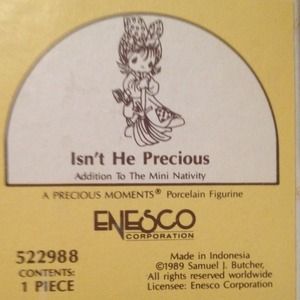 Isn't He Precious
Addition To The Mini Nativity
A PRECIOUS MOMENTS® Porcelain Figurine
ENESCO
CORPORATION
522988
CONTENTS:
1 PIECE
Made in Indonesia
©1989 Samuel J. Butcher,
All rights reserved worldwide
Licensee: Enesco Corporation